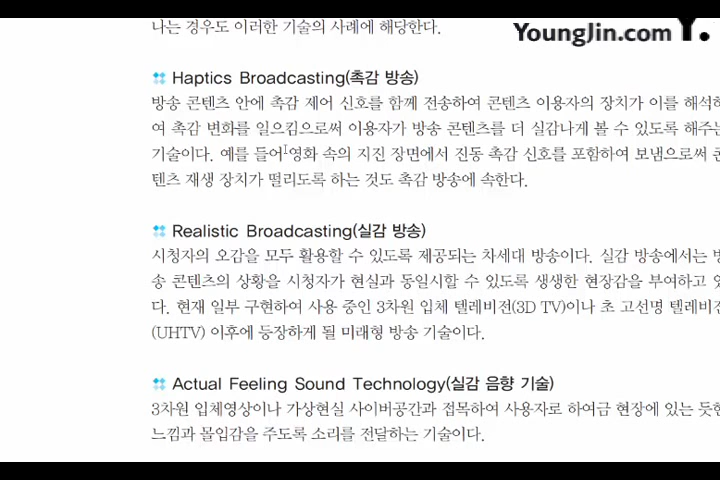 나는 경우도 이러한 기술의 사례에 해당한다.
YoungJin.com Y.
Haptics Broadcasting(촉감 방송)
방송 콘텐츠 안에 촉감 제어 신호를 함께 전송하여 콘텐츠 이용자의 장치가 이를 해석하
여 촉감 변화를 일으킴으로써 이용자가 방송 콘텐츠를 더 실감나게 볼 수 있도록 해주는
기술이다. 예를 들어 영화 속의 지진 장면에서 진동 촉감 신호를 포함하여 보냄으로써 콘
텐츠 재생 장치가 떨리도록 하는 것도 촉감 방송에 속한다.
Realistic Broadcasting(실감 방송)
시청자의 오감을 모두 활용할 수 있도록 제공되는 차세대 방송이다. 실감 방송에서는 방
송 콘텐츠의 상황을 시청자가 현실과 동일시할 수 있도록 생생한 현장감을 부여하고 있
다. 현재 일부 구현하여 사용 중인 3차원 입체 텔레비전(3D TV)이나 초 고선명 텔레비전
(UHTV) 이후에 등장하게 될 미래형 방송 기술이다.
Actual Feeling Sound Technology(실감 음향 기술)
3차원 입체영상이나 가상현실 사이버공간과 접목하여 사용자로 하여금 현장에 있는 듯한
느낌과 몰입감을 주도록 소리를 전달하는 기술이다.